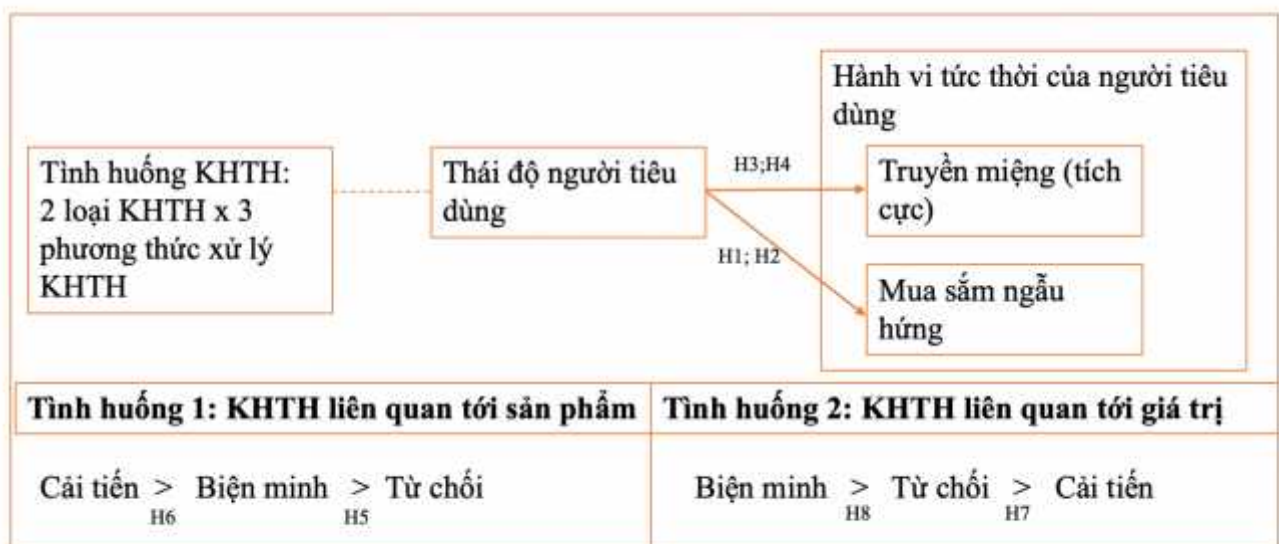 Tình huống KHTH:
2 loại KHTH x 3
phương thức xử lý
KHTH
Thái độ người tiêu
dùng
H3;H4
H1; H2
Hành vi tức thời của người tiêu
dùng
Truyền miệng (tích
cực)
Mua sắm ngẫu
hứng
Tình huống 1: KHTH liên quan tới sản phẩm
Cải tiến > Biện minh > Từ chối
H6 H5
Tình huống 2: KHTH liên quan tới giá trị
Biện minh > Từ chối > Cải tiến
H8 H7